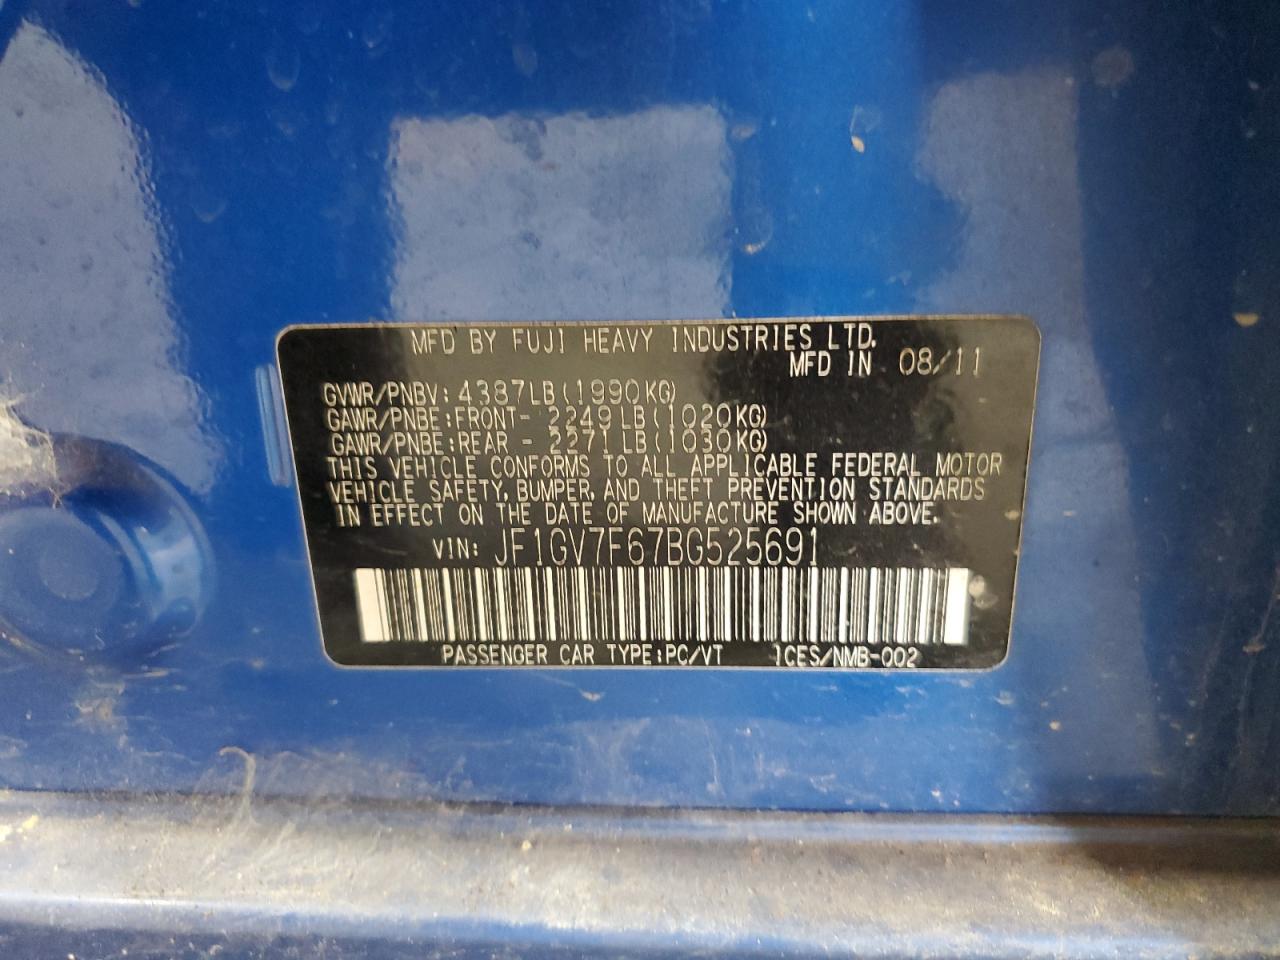 MFD BY FUJI HEAVY INDUSTRIES LTD.
MFD IN 08/11
GVWR/PNBV: 4387LB (1990KG)
GAWR/PNBE:FRONT- 2249LB (1020KG)
GAWR/PNBE:REAR - 2271LB (1030KG)
THIS VEHICLE CONFORMS TO ALL APPLICABLE FEDERAL MOTOR
VEHICLE SAFETY, BUMPER, AND THEFT PREVENTION STANDARDS
IN EFFECT ON THE DATE OF MANUFACTURE SHOWN ABOVE.
VIN: JF1GV7F67BG525691
PASSENGER CAR TYPE:PC/VT ICES/NMB-002